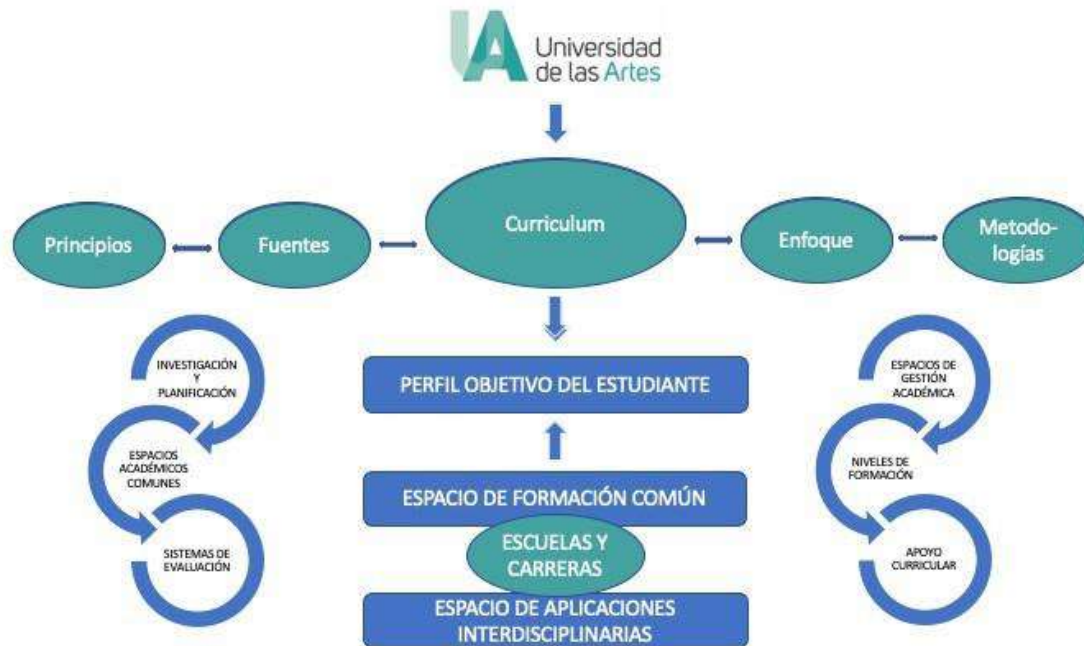 UA
Universidad
de las Artes
Principios
Fuentes
Curriculum
Enfoque
Metodo-
logías
INVESTIGACIÓN
Y
PLANIFICACIÓN
ESPACIOS
ACADÉMICOS
COMUNES
SISTEMAS DE
EVALUACIÓN
PERFIL OBJETIVO DEL ESTUDIANTE
ESPACIO DE FORMACIÓN COMÚN
ESCUELAS Y
CARRERAS
ESPACIO DE APLICACIONES
INTERDISCIPLINARIAS
ESPACIOS DE
GESTIÓN
ACADÉMICA
NIVELES DE
FORMACIÓN
APOYO
CURRICULAR